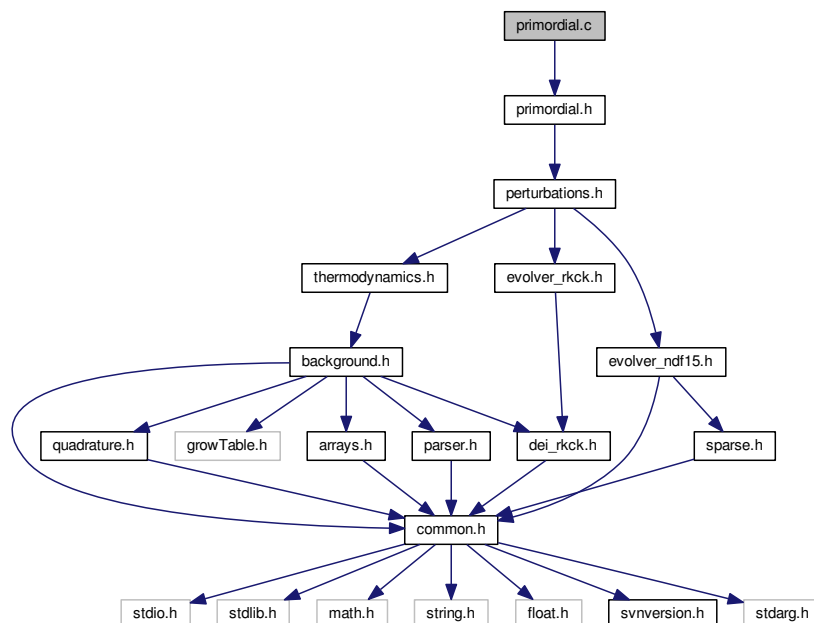 primordial.c
primordial.h
perturbations.h
thermodynamics.h
evolver_rkck.h
background.h
evolver_ndf15.h
quadrature.h
growTable.h
arrays.h
parser.h
dei_rkck.h
sparse.h
common.h
stdio.h
stdlib.h
math.h
string.h
float.h
svnversion.h
stdarg.h